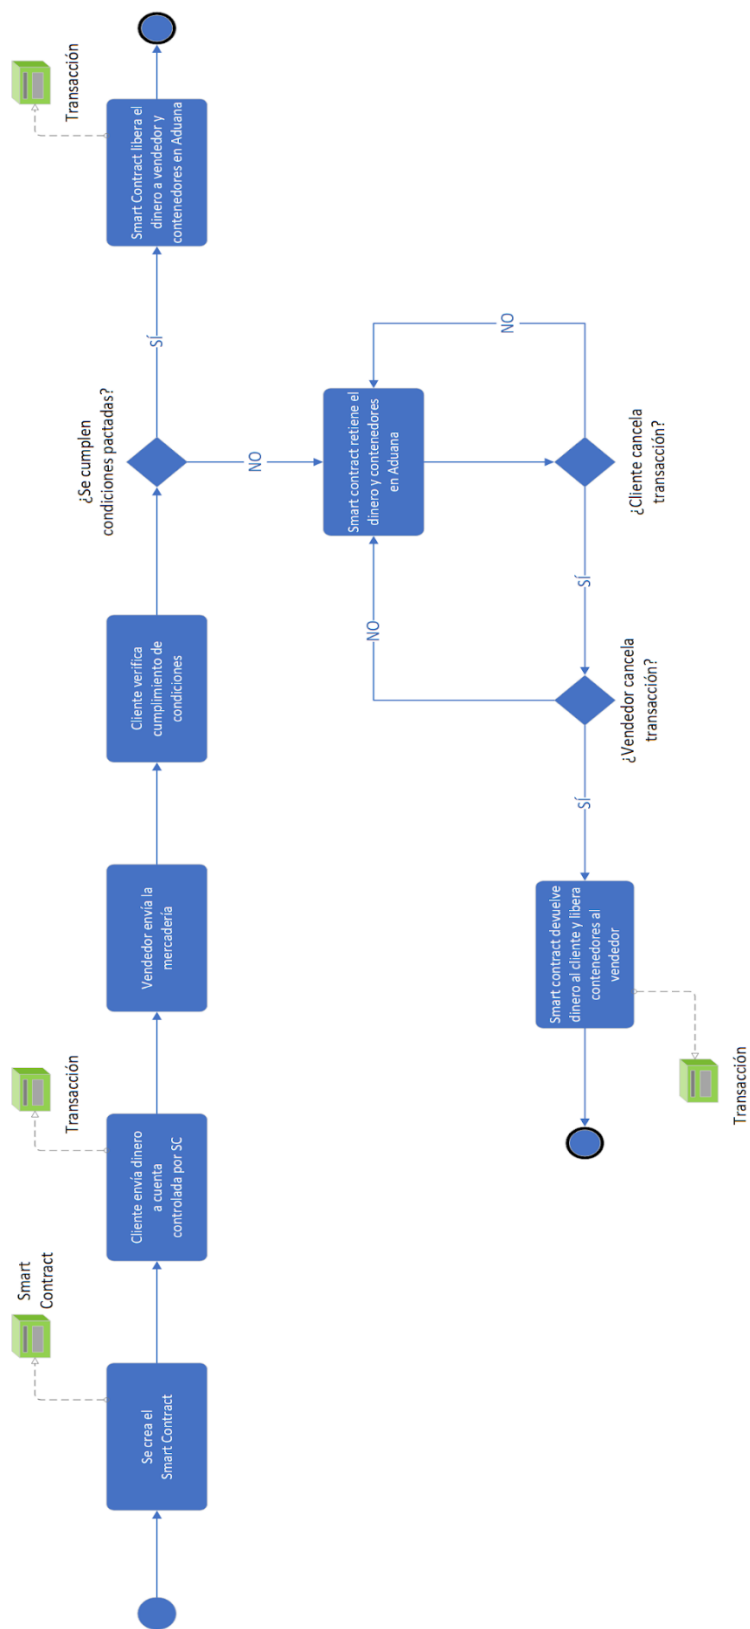 Smart
Contract
Transacción
Transacción
Se crea el
Smart Contract
Cliente envía dinero
a cuenta
controlada por SC
Vendedor envía la
mercadería
Cliente verifica
cumplimiento de
condiciones
¿Se cumplen
condiciones pactadas?
SÍ
Smart Contract libera el
dinero a vendedor y
contenedores en Aduana
NO
Smart contract retiene el
dinero y contenedores
en Aduana
NO
NO
Smart contract devuelve
dinero al cliente y libera
contenedores al
vendedor
SÍ
¿Vendedor cancela
transacción?
SÍ
¿Cliente cancela
transacción?
Transacción